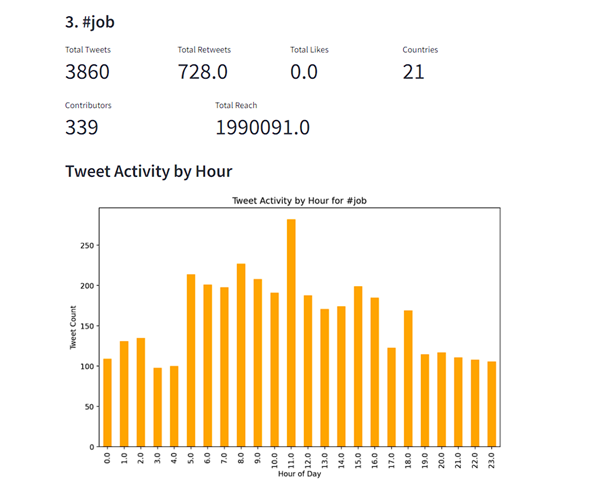 3. #job
Total Tweets Total Retweets Total Likes Countries
3860 728.0 0.0 21
Contributors Total Reach
339 1990091.0
Tweet Activity by Hour
Tweet Activity by Hour for #job
250
200
150
100
50
0
Tweet Count
0.0 1.0 2.0 3.0 4.0 5.0 6.0 7.0 8.0 9.0 10.0 11.0 12.0 13.0 14.0 15.0 16.0 17.0 18.0 19.0 20.0 21.0 22.0 23.0
Hour of Day